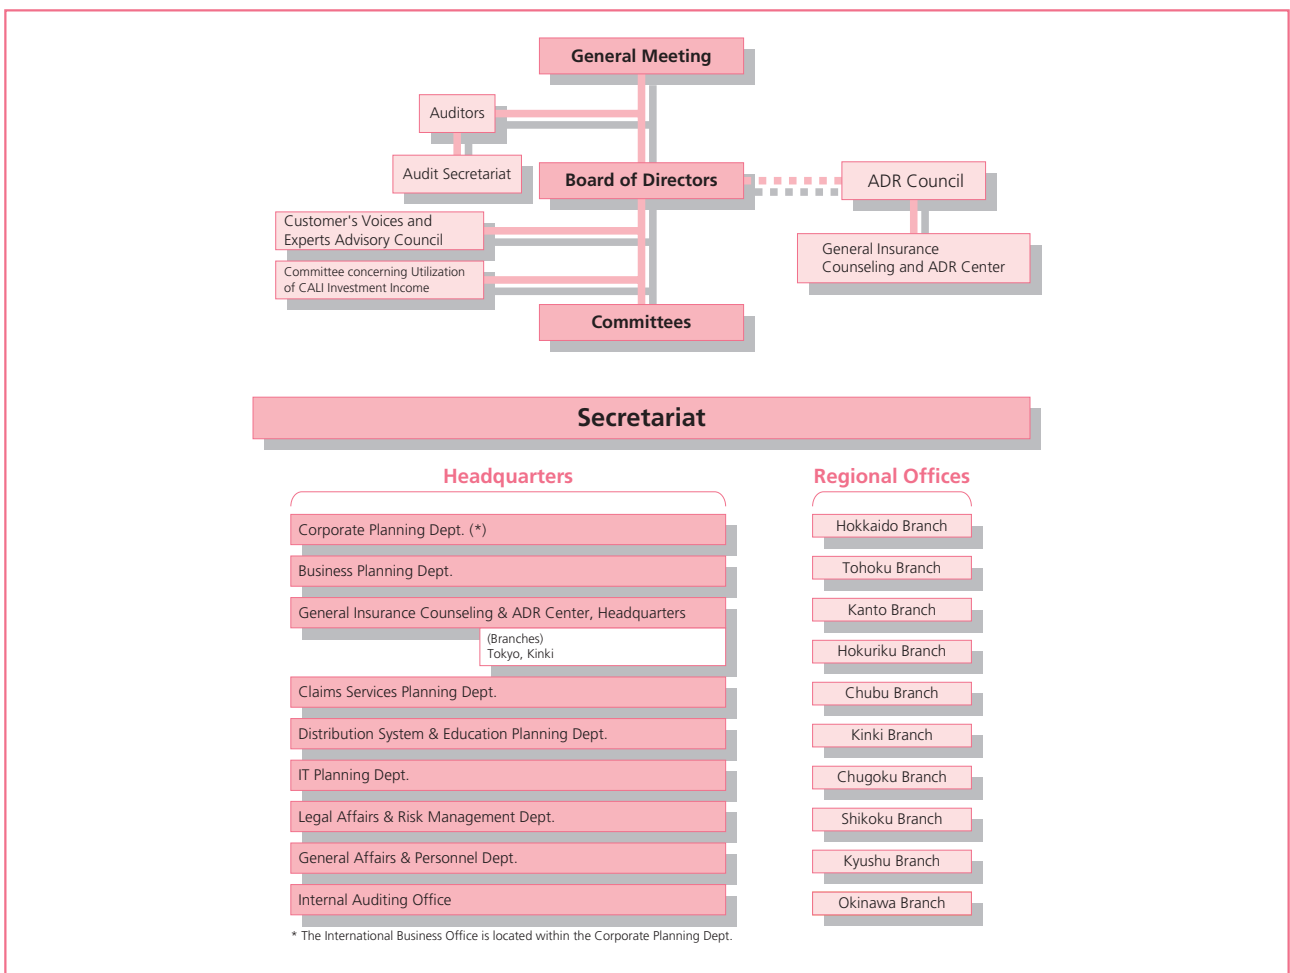 General Meeting
Auditors
Audit Secretariat
Board of Directors
ADR Council
Customer's Voices and
Experts Advisory Council
General Insurance
Counseling and ADR Center
Committee concerning Utilization
of CALI Investment Income
Committees
Secretariat
Headquarters
Corporate Planning Dept. (*)
Business Planning Dept.
General Insurance Counseling & ADR Center, Headquarters
(Branches)
Tokyo, Kinki
Claims Services Planning Dept.
Distribution System & Education Planning Dept.
IT Planning Dept.
Legal Affairs & Risk Management Dept.
General Affairs & Personnel Dept.
Internal Auditing Office
* The International Business Office is located within the Corporate Planning Dept.
Regional Offices
Hokkaido Branch
Tohoku Branch
Kanto Branch
Hokuriku Branch
Chubu Branch
Kinki Branch
Chugoku Branch
Shikoku Branch
Kyushu Branch
Okinawa Branch